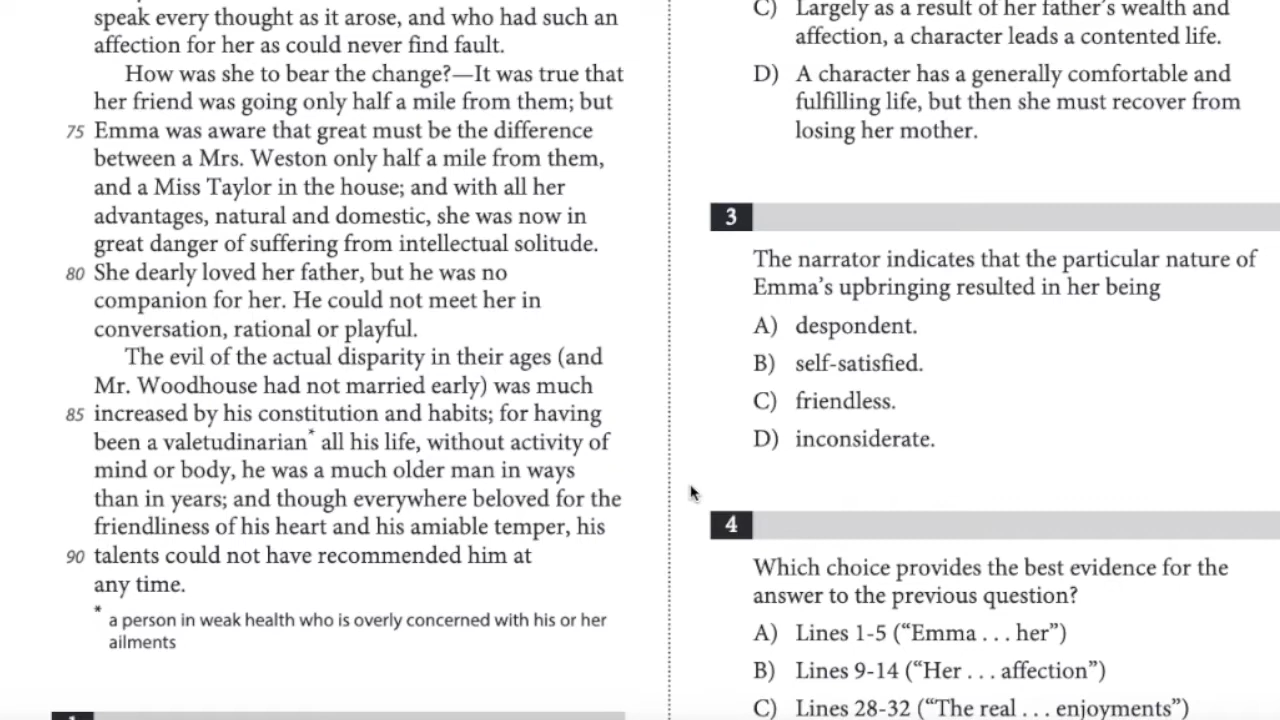 speak every thought as it arose, and who had such an
affection for her as could never find fault.
How was she to bear the change?—It was true that
her friend was going only half a mile from them; but
75 Emma was aware that great must be the difference
between a Mrs. Weston only half a mile from them,
and a Miss Taylor in the house; and with all her
advantages, natural and domestic, she was now in
great danger of suffering from intellectual solitude.
80 She dearly loved her father, but he was no
companion for her. He could not meet her in
conversation, rational or playful.
The evil of the actual disparity in their ages (and
Mr. Woodhouse had not married early) was much
85 increased by his constitution and habits; for having
been a valetudinarian* all his life, without activity of
mind or body, he was a much older man in ways
than in years; and though everywhere beloved for the
friendliness of his heart and his amiable temper, his
90 talents could not have recommended him at
any time.
* a person in weak health who is overly concerned with his or her
ailments
1
C) Largely as a result of her father’s wealth and
affection, a character leads a contented life.
D) A character has a generally comfortable and
fulfilling life, but then she must recover from
losing her mother.
3
The narrator indicates that the particular nature of
Emma’s upbringing resulted in her being
A) despondent.
B) self-satisfied.
C) friendless.
D) inconsiderate.
4
Which choice provides the best evidence for the
answer to the previous question?
A) Lines 1-5 (“Emma . . . her”)
B) Lines 9-14 (“Her . . . affection”)
C) Lines 28-32 (“The real . . . enjoyments”)